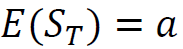 E(S_T) = a